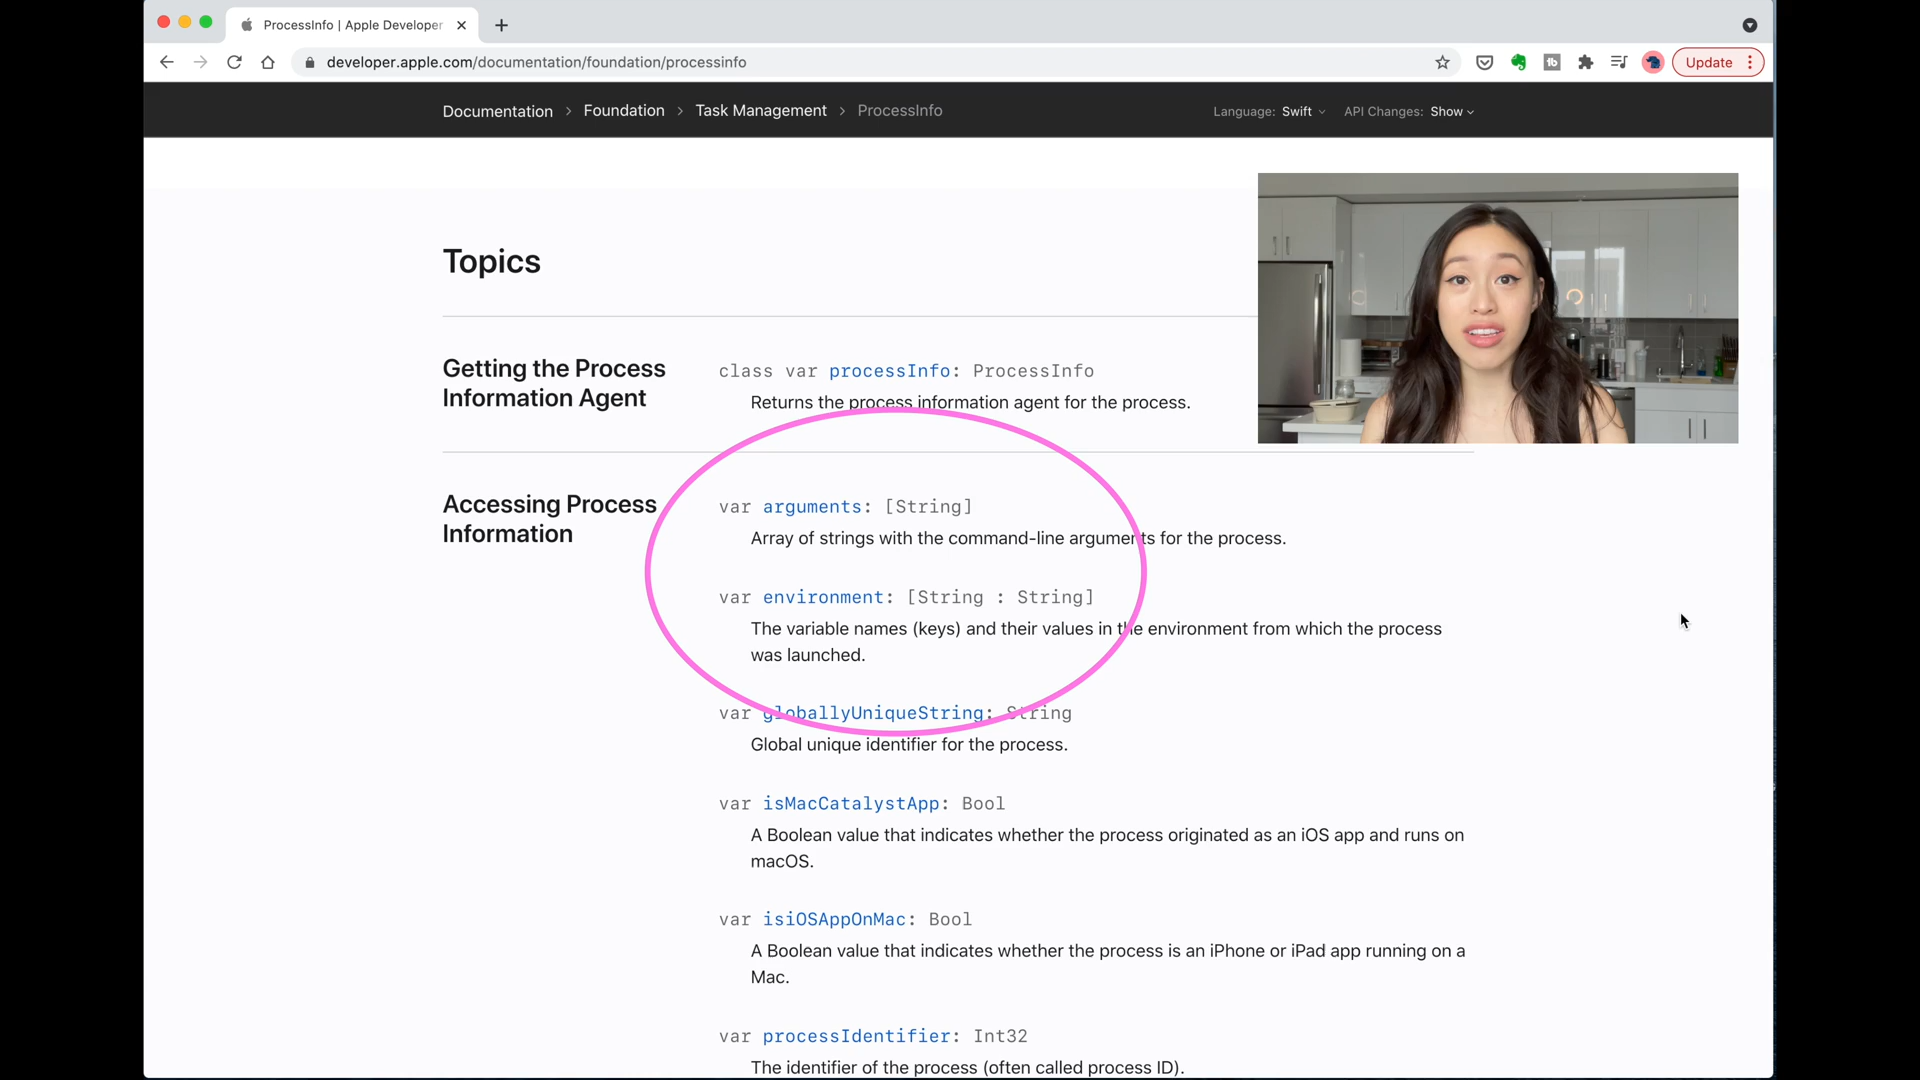 ProcessInfo | Apple Developer
developer.apple.com/documentation/foundation/processinfo
Update
Documentation > Foundation > Task Management > ProcessInfo
Language: Swift
API Changes: Show
Topics
Getting the Process
Information Agent
class var processInfo: ProcessInfo
Returns the process information agent for the process.
Accessing Process
Information
var arguments: [String]
Array of strings with the command-line arguments for the process.
var environment: [String : String]
The variable names (keys) and their values in the environment from which the process
was launched.
var globallyUniqueString: String
Global unique identifier for the process.
var isMacCatalystApp: Bool
A Boolean value that indicates whether the process originated as an iOS app and runs on
macOS.
var isiOSAppOnMac: Bool
A Boolean value that indicates whether the process is an iPhone or iPad app running on a
Mac.
var processIdentifier: Int32
The identifier of the process (often called process ID).